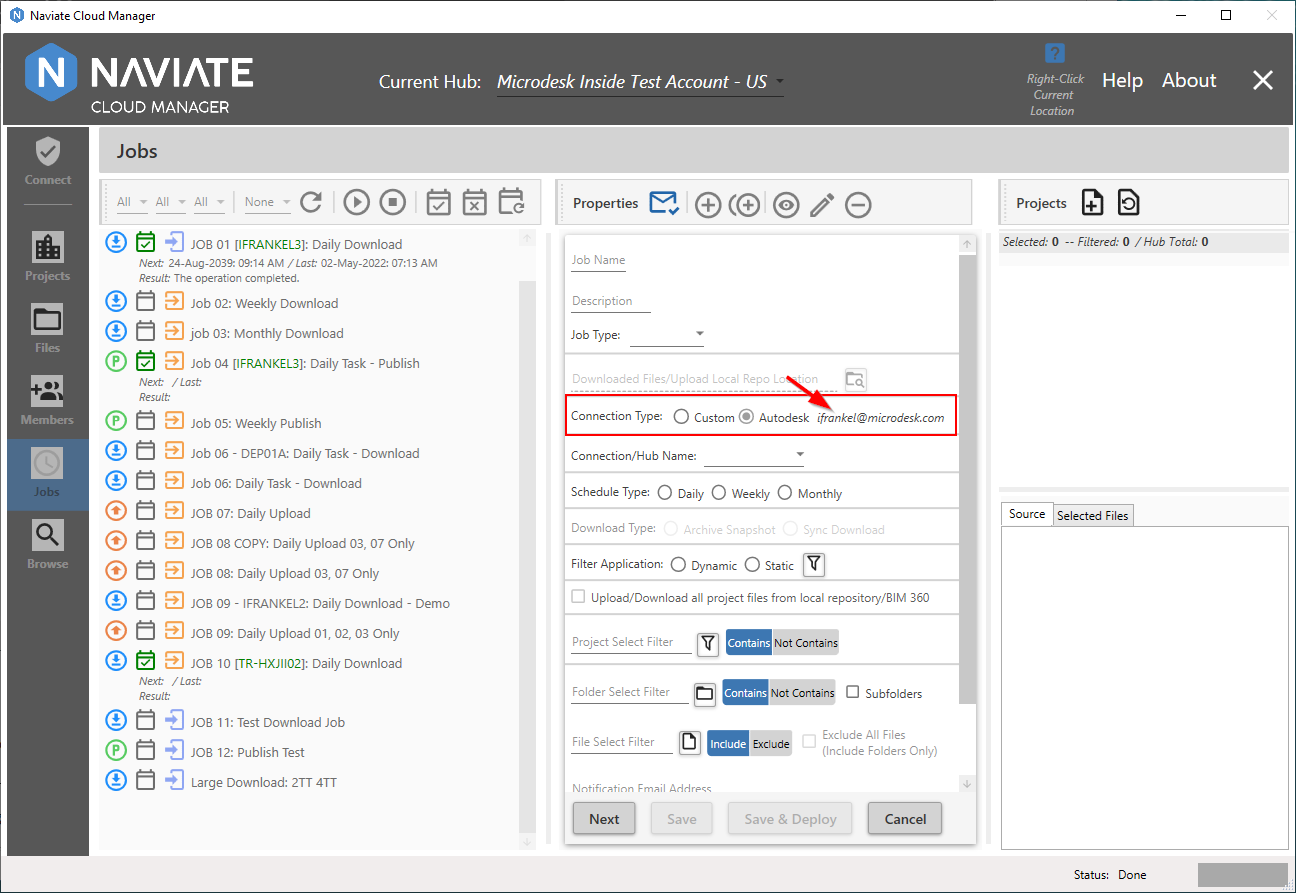 Naviate Cloud Manager
N NAVIATE
CLOUD MANAGER
Current Hub: Microdesk Inside Test Account - US
?
Right-Click
Current
Location
Help About
Connect
Projects
Files
Members
Jobs
Browse
Jobs
All All All None
JOB 01 [IFRANKEL3]: Daily Download
Next: 24-Aug-2039: 09:14 AM / Last: 02-May-2022: 07:13 AM
Result: The operation completed.
Job 02: Weekly Download
job 03: Monthly Download
P Job 04 [IFRANKEL3]: Daily Task - Publish
Next: / Last:
Result:
P Job 05: Weekly Publish
Job 06 - DEP01A: Daily Task - Download
Job 06: Daily Task - Download
JOB 07: Daily Upload
JOB 08 COPY: Daily Upload 03, 07 Only
JOB 08: Daily Upload 03, 07 Only
JOB 09 - IFRANKEL2: Daily Download - Demo
JOB 09: Daily Upload 01, 02, 03 Only
JOB 10 [TR-HXJII02]: Daily Download
Next: / Last:
Result:
JOB 11: Test Download Job
P JOB 12: Publish Test
Large Download: 2TT 4TT
Properties
Job Name
Description
Job Type:
Downloaded Files/Upload Local Repo Location
Connection Type: Custom Autodesk ifrankel@microdesk.com
Connection/Hub Name:
Schedule Type: Daily Weekly Monthly
Download Type: Archive Snapshot Sync Download
Filter Application: Dynamic Static
Upload/Download all project files from local repository/BIM 360
Project Select Filter Contains Not Contains
Folder Select Filter Contains Not Contains Subfolders
File Select Filter Include Exclude Exclude All Files
(Include Folders Only)
Notification Email Address
Next Save Save & Deploy Cancel
Projects
Selected: 0 -- Filtered: 0 / Hub Total: 0
Source Selected Files
Status: Done